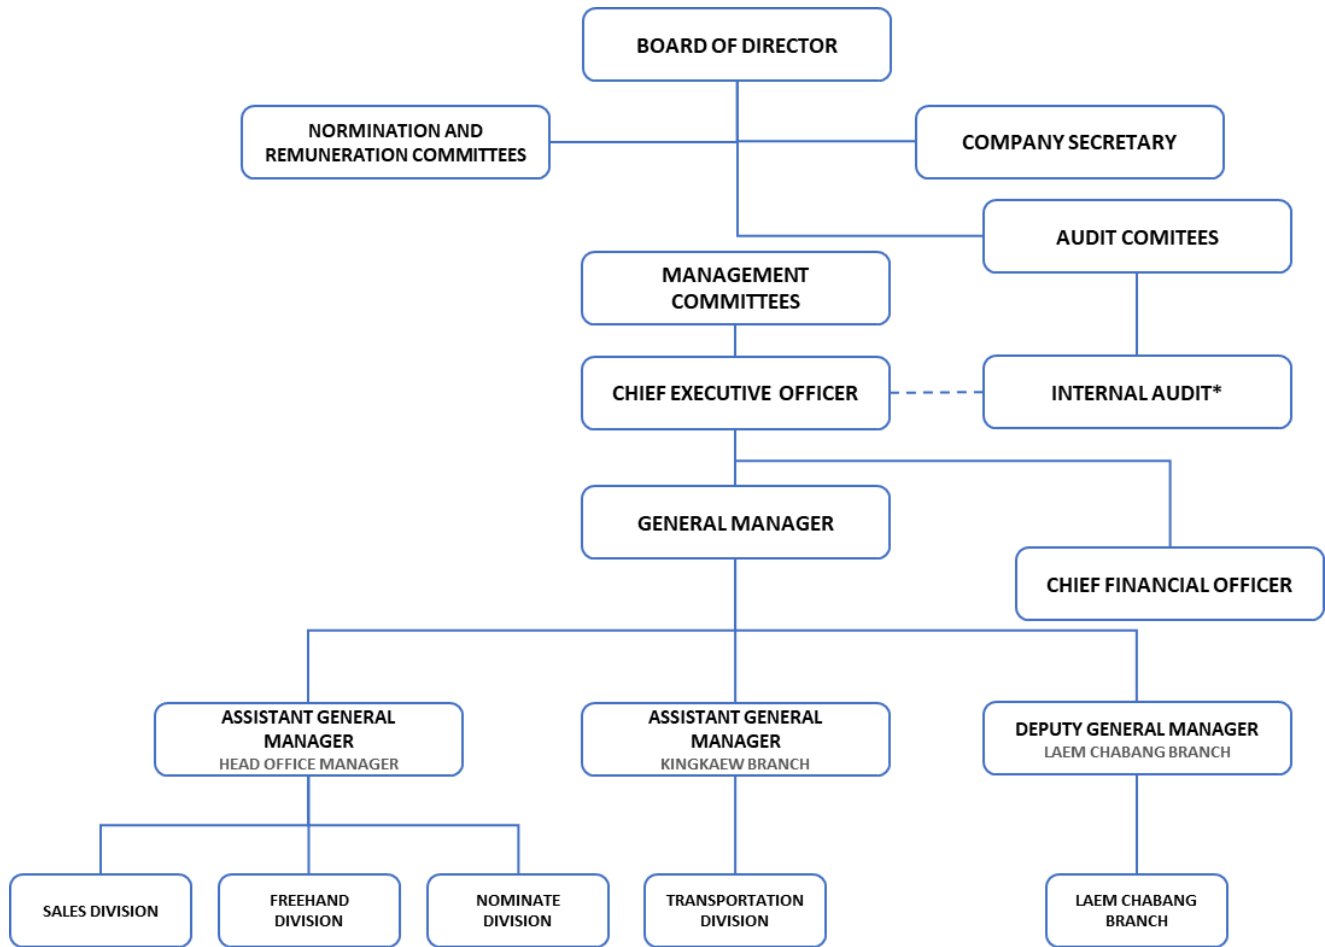 BOARD OF DIRECTOR
NORMINATION AND
REMUNERATION COMMITTEES
COMPANY SECRETARY
AUDIT COMITEES
MANAGEMENT
COMMITTEES
CHIEF EXECUTIVE OFFICER
INTERNAL AUDIT*
GENERAL MANAGER
CHIEF FINANCIAL OFFICER
ASSISTANT GENERAL
MANAGER
HEAD OFFICE MANAGER
ASSISTANT GENERAL
MANAGER
KINGKAEW BRANCH
DEPUTY GENERAL MANAGER
LAEM CHABANG BRANCH
SALES DIVISION
FREEHAND
DIVISION
NOMINATE
DIVISION
TRANSPORTATION
DIVISION
LAEM CHABANG
BRANCH